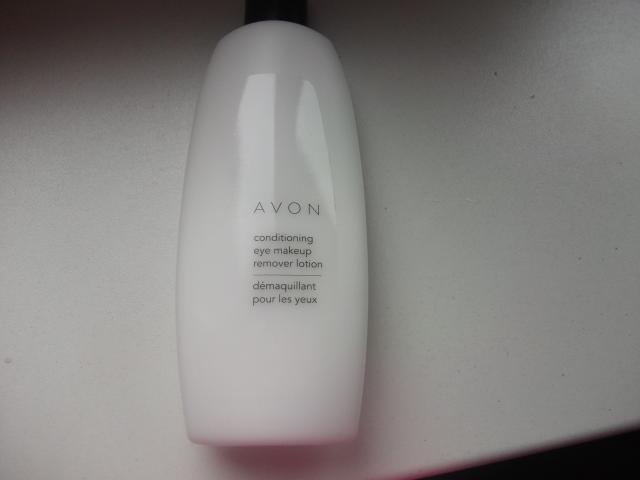 AVON
conditioning
eye makeup
remover lotion
démaquillant
pour les yeux